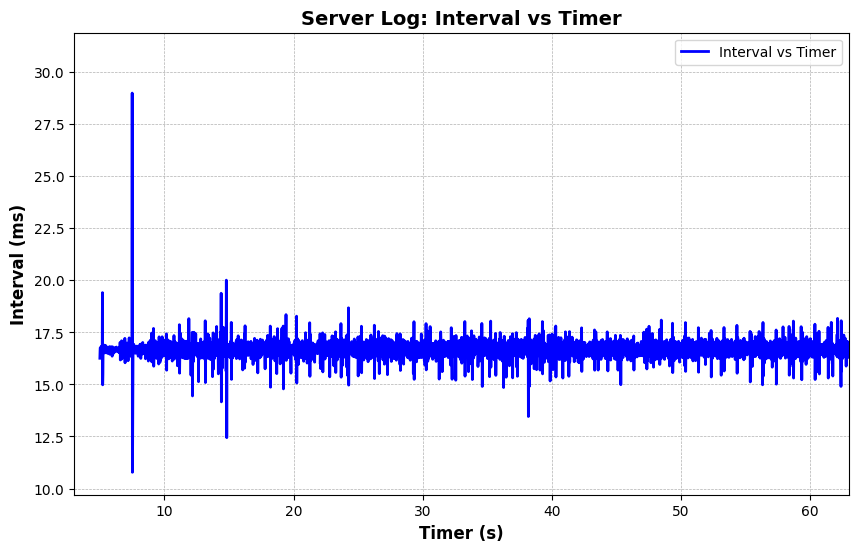 Server Log: Interval vs Timer
Interval vs Timer
Interval (ms)
30.0
27.5
25.0
22.5
20.0
17.5
15.0
12.5
10.0
10 20 30 40 50 60
Timer (s)